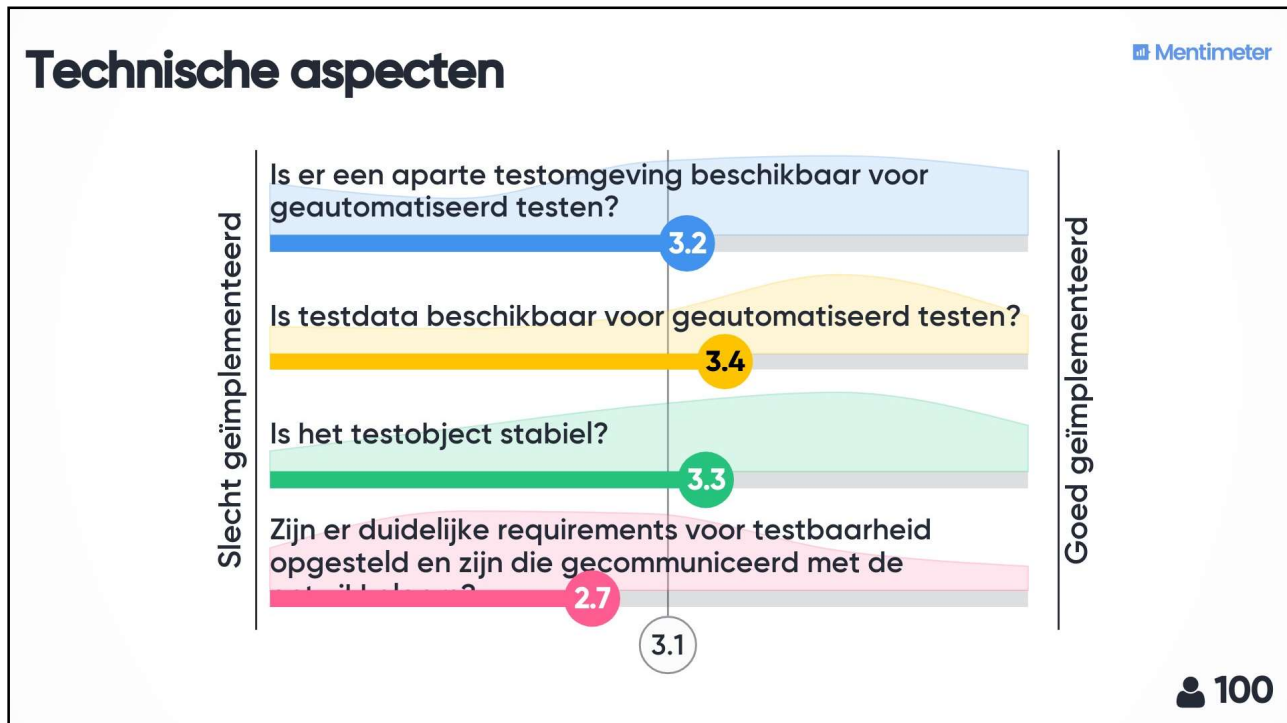 Technische aspecten
Mentimeter
Slecht geïmplementeerd
Is er een aparte testomgeving beschikbaar voor
geautomatiseerd testen?
3.2
Is testdata beschikbaar voor geautomatiseerd testen?
3.4
Is het testobject stabiel?
3.3
Zijn er duidelijke requirements voor testbaarheid
opgesteld en zijn die gecommuniceerd met de
2.7
3.1
Goed geïmplementeerd
100